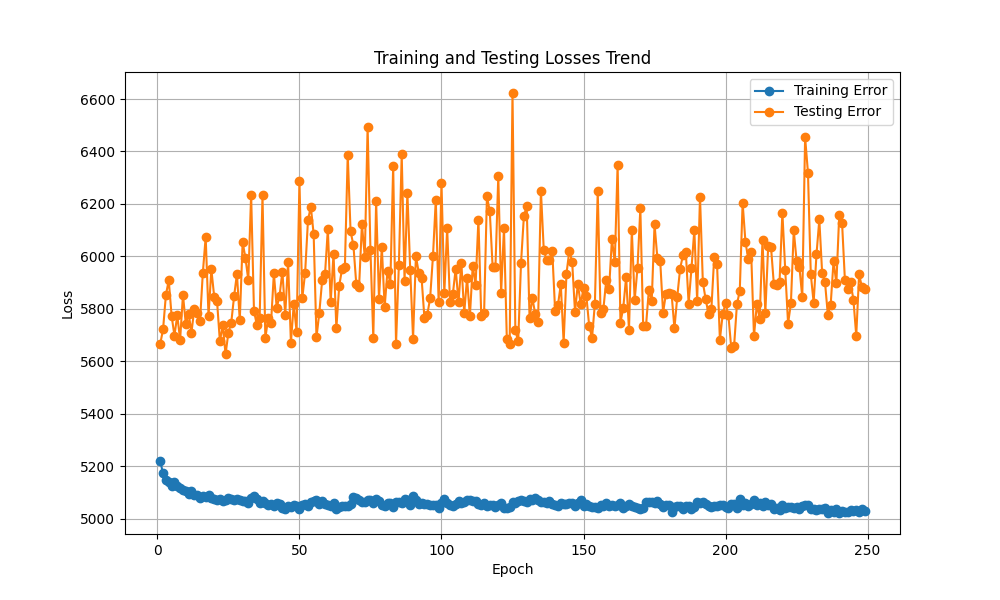 Training and Testing Losses Trend
Training Error
Testing Error
6600
6400
6200
6000
5800
5600
5400
5200
5000
Loss
0 50 100 150 200 250
Epoch